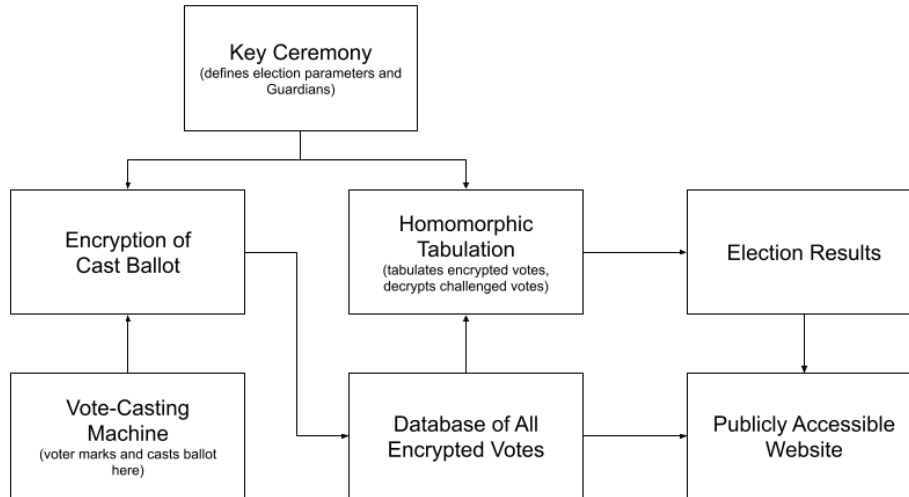 Key Ceremony
(defines election parameters and
Guardians)
Encryption of
Cast Ballot
Homomorphic
Tabulation
(tabulates encrypted votes,
decrypts challenged votes)
Election Results
Vote-Casting
Machine
(voter marks and casts ballot
here)
Database of All
Encrypted Votes
Publicly Accessible
Website